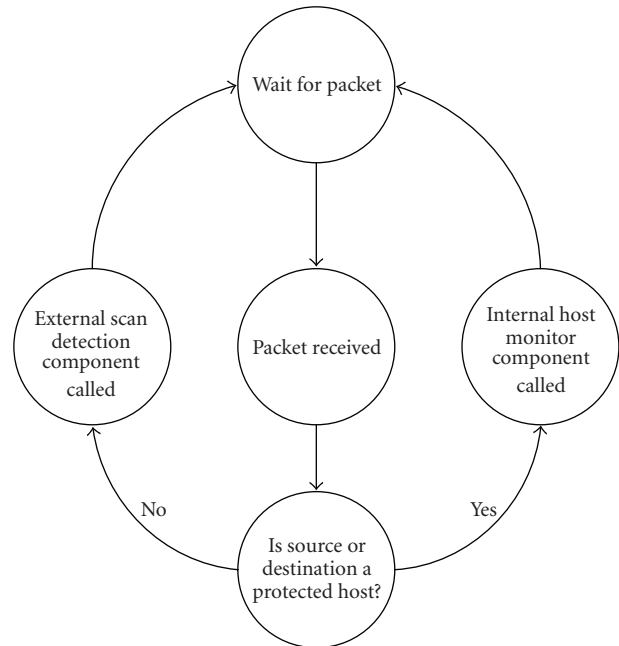 Wait for packet
External scan
detection
component
called
Packet received
Internal host
monitor
component
called
No
Yes
Is source or
destination a
protected host?